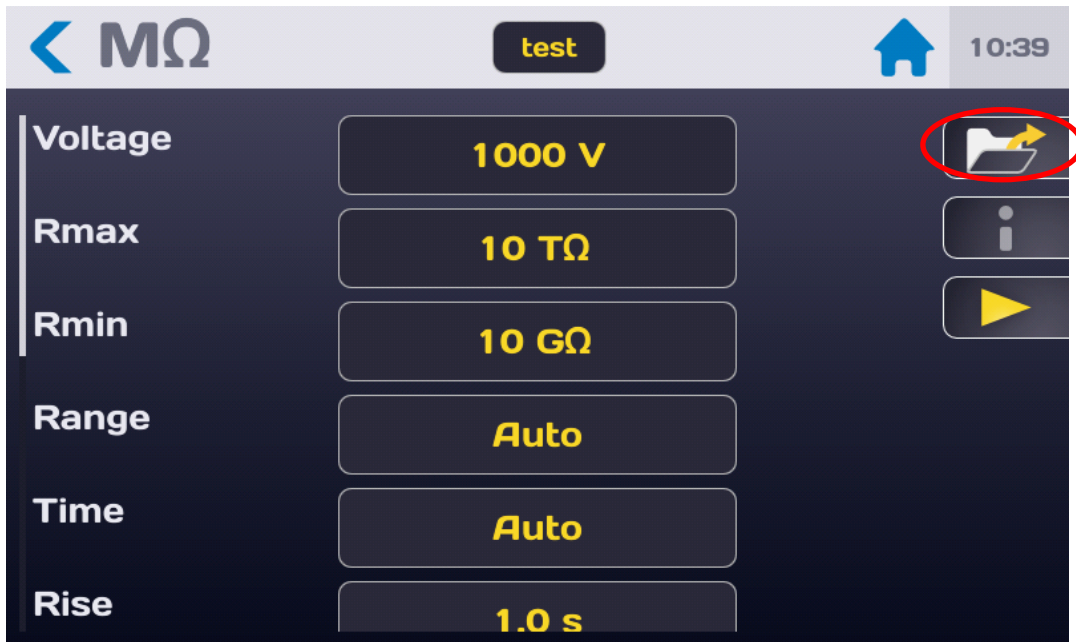 MΩ test 10:39
Voltage 1000 V
Rmax 10 TΩ
Rmin 10 GΩ
Range Auto
Time Auto
Rise 1.0 s